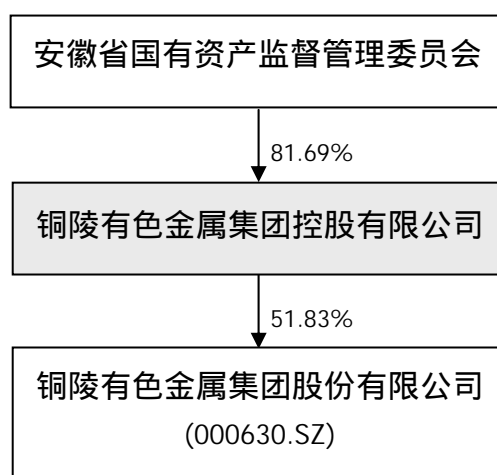 安徽省国有资产监督管理委员会
81.69%
铜陵有色金属集团控股有限公司
51.83%
铜陵有色金属集团股份有限公司
(000630.SZ)